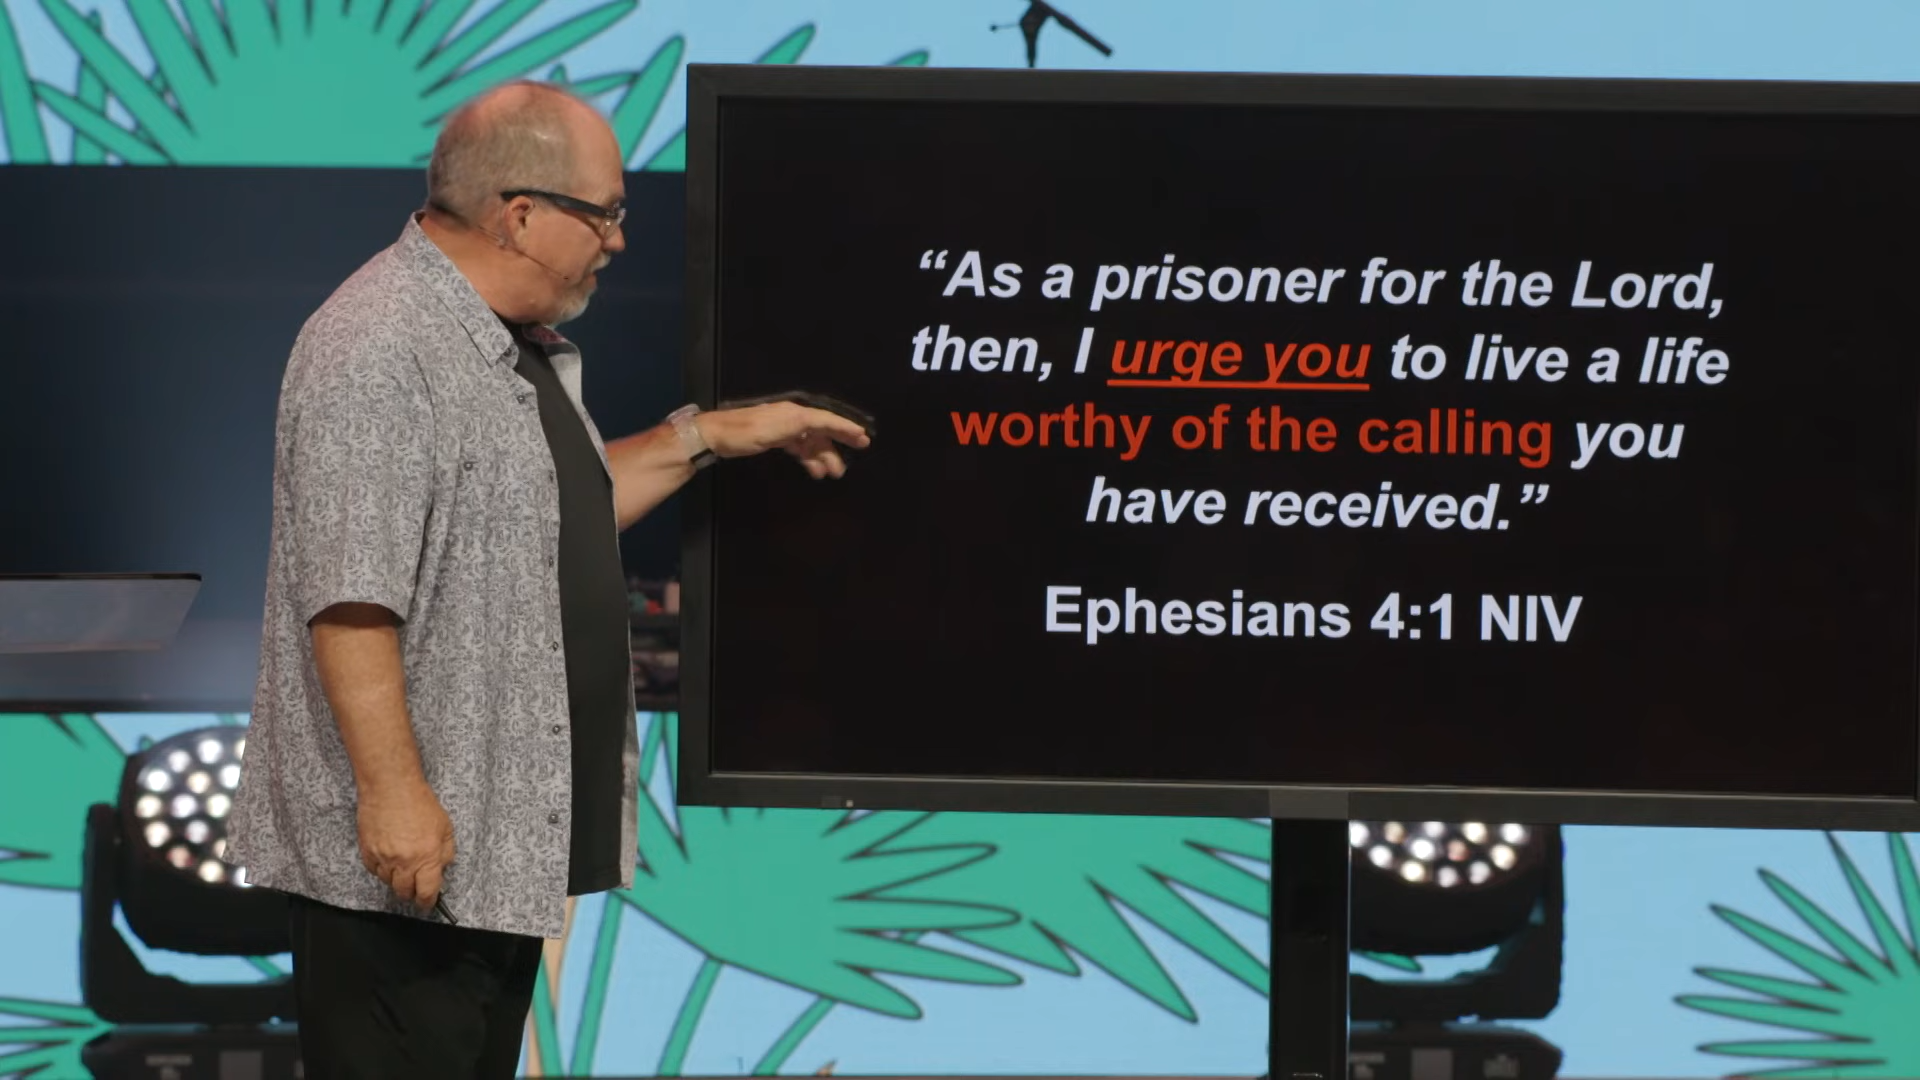 “As a prisoner for the Lord,
then, I urge you to live a life
worthy of the calling you
have received.”
Ephesians 4:1 NIV